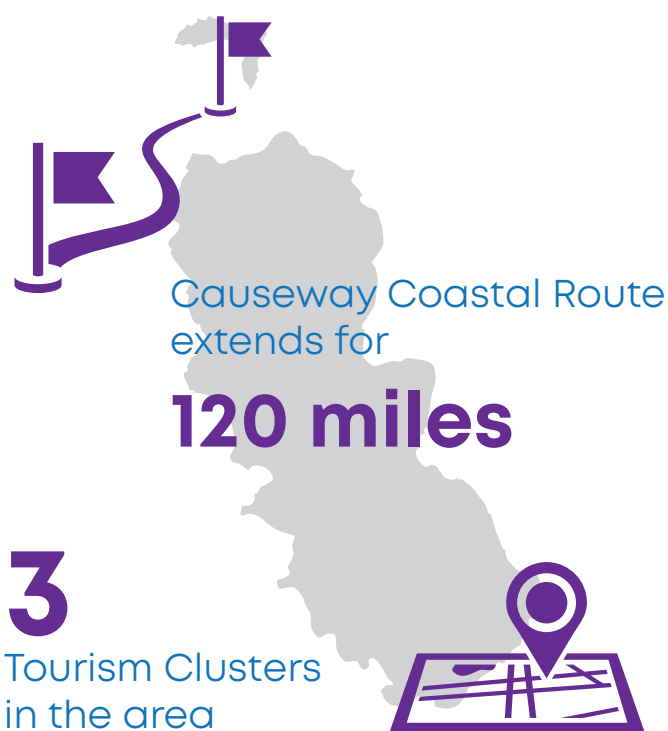 Causeway Coastal Route
extends for
120 miles
3
Tourism Clusters
in the area